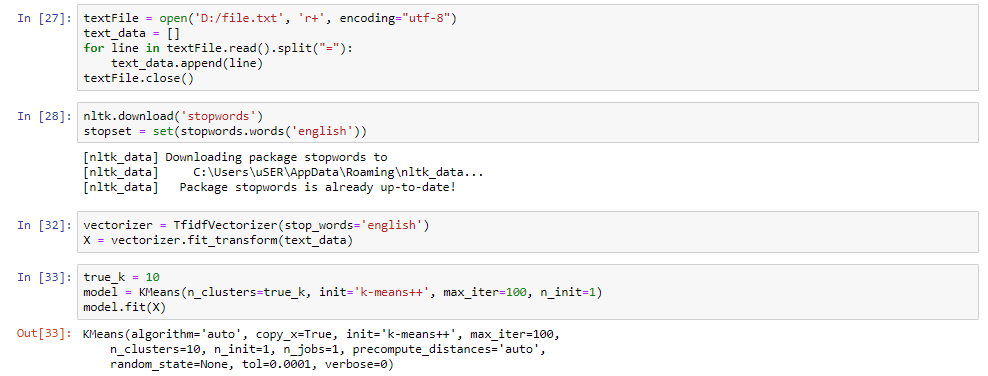 In [27]: textFile = open('D:/file.txt', 'r+', encoding="utf-8")
text_data = []
for line in textFile.read().split("="):
    text_data.append(line)
textFile.close()
In [28]: nltk.download('stopwords')
stopset = set(stopwords.words('english'))
[nltk_data] Downloading package stopwords to
[nltk_data]     C:\Users\uSER\AppData\Roaming\nltk_data...
[nltk_data]   Package stopwords is already up-to-date!
In [32]: vectorizer = TfidfVectorizer(stop_words='english')
X = vectorizer.fit_transform(text_data)
In [33]: true_k = 10
model = KMeans(n_clusters=true_k, init='k-means++', max_iter=100, n_init=1)
model.fit(X)
Out[33]: KMeans(algorithm='auto', copy_x=True, init='k-means++', max_iter=100,
    n_clusters=10, n_init=1, n_jobs=1, precompute_distances='auto',
    random_state=None, tol=0.0001, verbose=0)